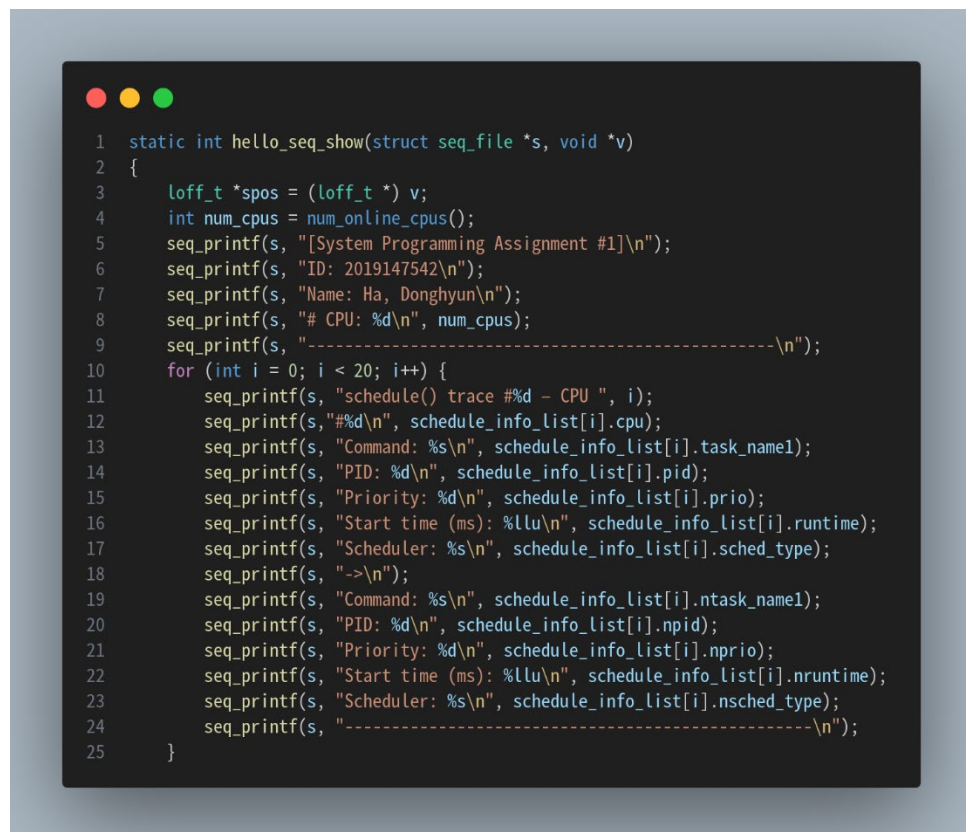 1 static int hello_seq_show(struct seq_file *s, void *v)
2 {
3     loff_t *spos = (loff_t *) v;
4     int num_cpus = num_online_cpus();
5     seq_printf(s, "[System Programming Assignment #1]\n");
6     seq_printf(s, "ID: 2019147542\n");
7     seq_printf(s, "Name: Ha, Donghyun\n");
8     seq_printf(s, "# CPU: %d\n", num_cpus);
9     seq_printf(s, "--------------------------------------------------\n");
10     for (int i = 0; i < 20; i++) {
11         seq_printf(s, "schedule() trace #%d – CPU ", i);
12         seq_printf(s,"#%d\n", schedule_info_list[i].cpu);
13         seq_printf(s, "Command: %s\n", schedule_info_list[i].task_name1);
14         seq_printf(s, "PID: %d\n", schedule_info_list[i].pid);
15         seq_printf(s, "Priority: %d\n", schedule_info_list[i].prio);
16         seq_printf(s, "Start time (ms): %llu\n", schedule_info_list[i].runtime);
17         seq_printf(s, "Scheduler: %s\n", schedule_info_list[i].sched_type);
18         seq_printf(s, "->\n");
19         seq_printf(s, "Command: %s\n", schedule_info_list[i].ntask_name1);
20         seq_printf(s, "PID: %d\n", schedule_info_list[i].npid);
21         seq_printf(s, "Priority: %d\n", schedule_info_list[i].nprio);
22         seq_printf(s, "Start time (ms): %llu\n", schedule_info_list[i].nruntime);
23         seq_printf(s, "Scheduler: %s\n", schedule_info_list[i].nsched_type);
24         seq_printf(s, "--------------------------------------------------\n");
25     }